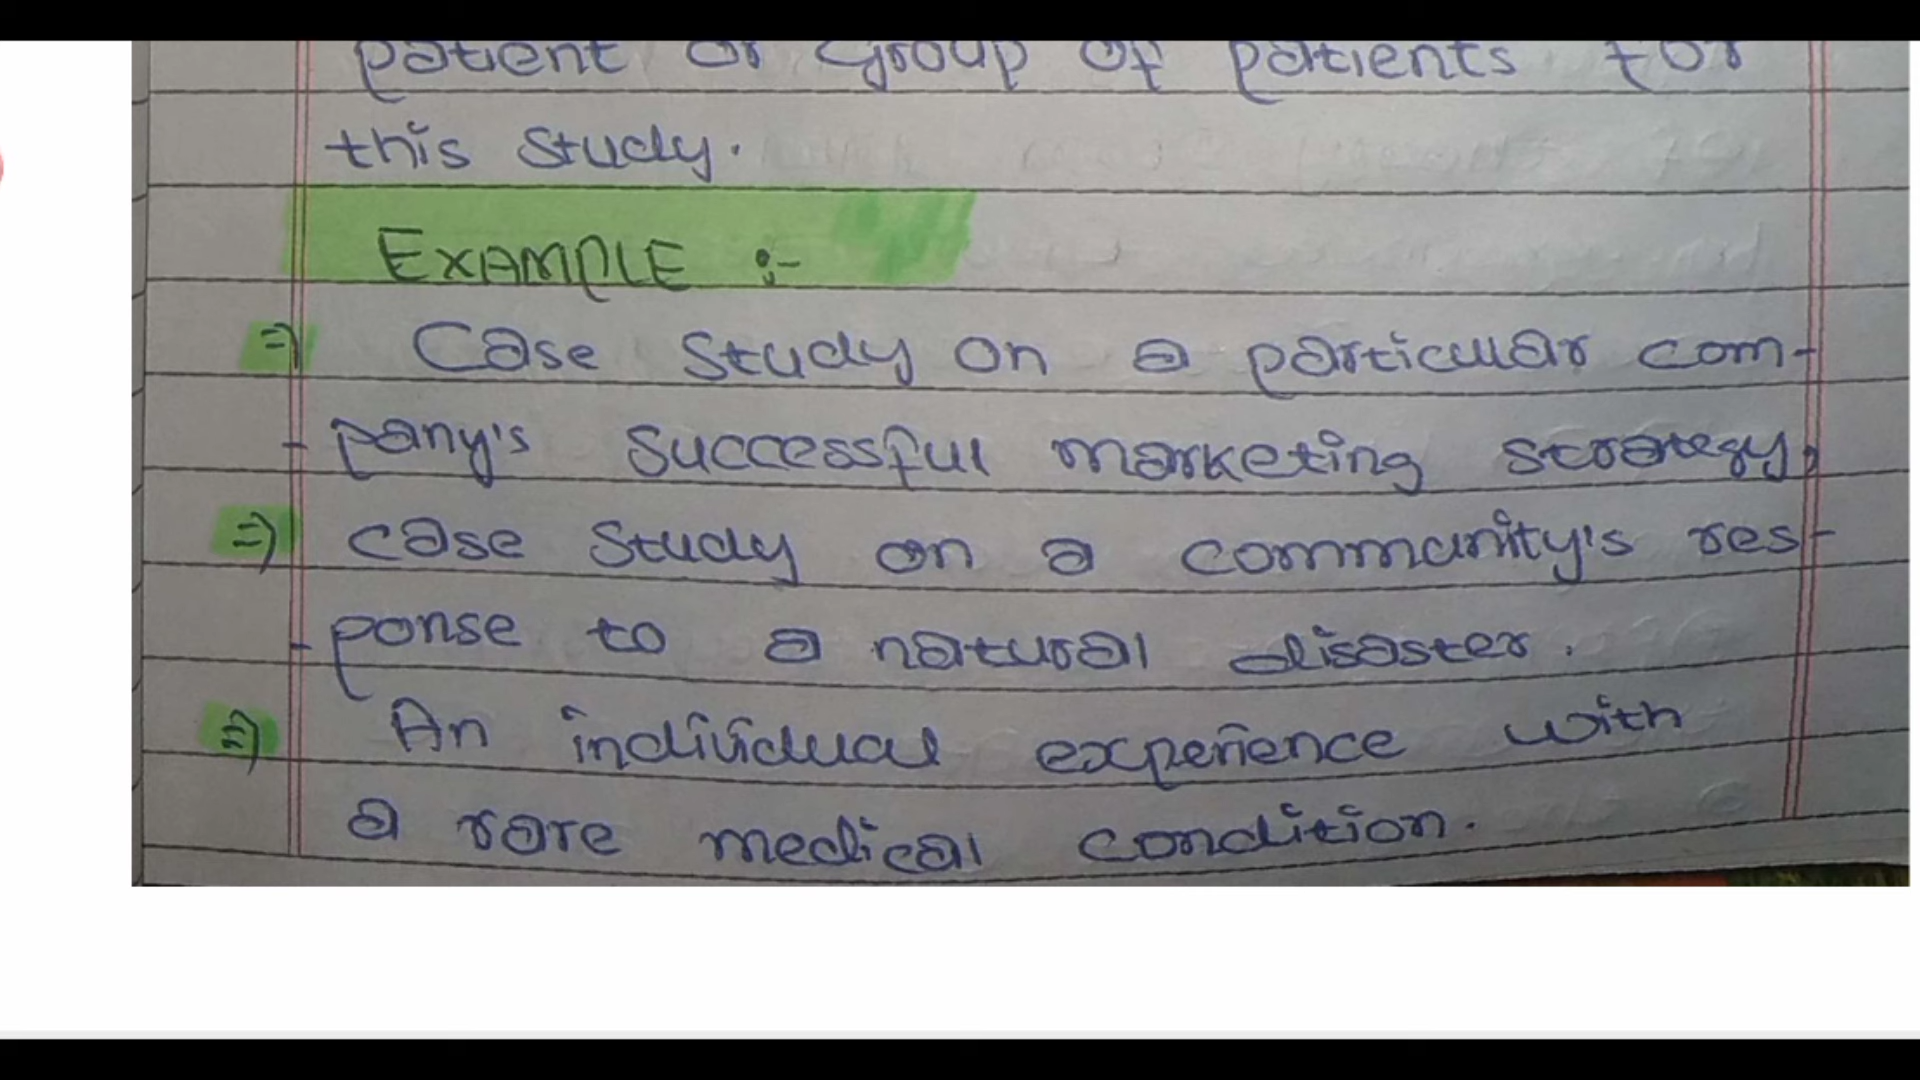 patient or Group of patients for
this study.
EXAMPLE :-
=> Case study on a particular com-
- pany's successful marketing strategy,
=> case study on a community's res-
- ponse to a natural disaster.
=> An individual experience with
a rare medical condition.